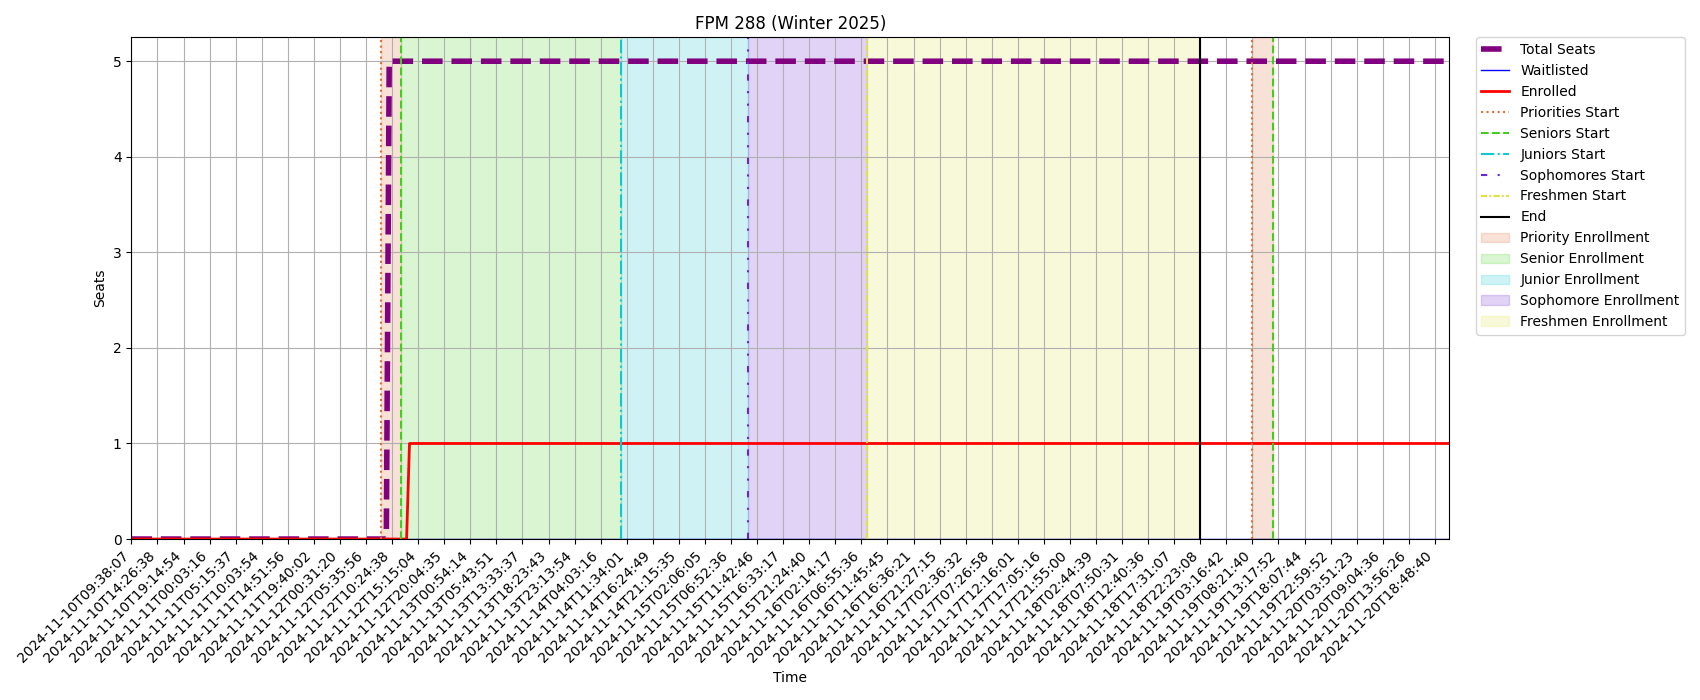 FPM 288 (Winter 2025)
Seats
5
4
3
2
1
0
2024-11-10T09:38:07
2024-11-10T14:26:38
2024-11-10T19:14:54
2024-11-11T00:03:16
2024-11-11T05:15:37
2024-11-11T10:03:54
2024-11-11T14:51:56
2024-11-11T19:40:02
2024-11-12T00:31:20
2024-11-12T05:35:56
2024-11-12T10:24:38
2024-11-12T15:15:04
2024-11-12T20:04:35
2024-11-13T00:54:14
2024-11-13T05:43:51
2024-11-13T13:33:37
2024-11-13T18:23:43
2024-11-13T23:13:54
2024-11-14T04:03:16
2024-11-14T11:34:01
2024-11-14T16:24:49
2024-11-14T21:15:35
2024-11-15T02:06:05
2024-11-15T06:52:36
2024-11-15T11:42:46
2024-11-15T16:33:17
2024-11-15T21:24:40
2024-11-16T02:14:17
2024-11-16T06:55:36
2024-11-16T11:45:45
2024-11-16T16:36:21
2024-11-16T21:27:15
2024-11-17T02:36:32
2024-11-17T07:26:58
2024-11-17T12:16:01
2024-11-17T17:05:16
2024-11-17T21:55:00
2024-11-18T02:44:39
2024-11-18T07:50:31
2024-11-18T12:40:36
2024-11-18T17:31:07
2024-11-18T22:23:08
2024-11-19T03:16:42
2024-11-19T08:21:40
2024-11-19T13:17:52
2024-11-19T18:07:44
2024-11-19T22:59:52
2024-11-20T03:51:23
2024-11-20T09:04:36
2024-11-20T13:56:26
2024-11-20T18:48:40
Time
Total Seats
Waitlisted
Enrolled
Priorities Start
Seniors Start
Juniors Start
Sophomores Start
Freshmen Start
End
Priority Enrollment
Senior Enrollment
Junior Enrollment
Sophomore Enrollment
Freshmen Enrollment